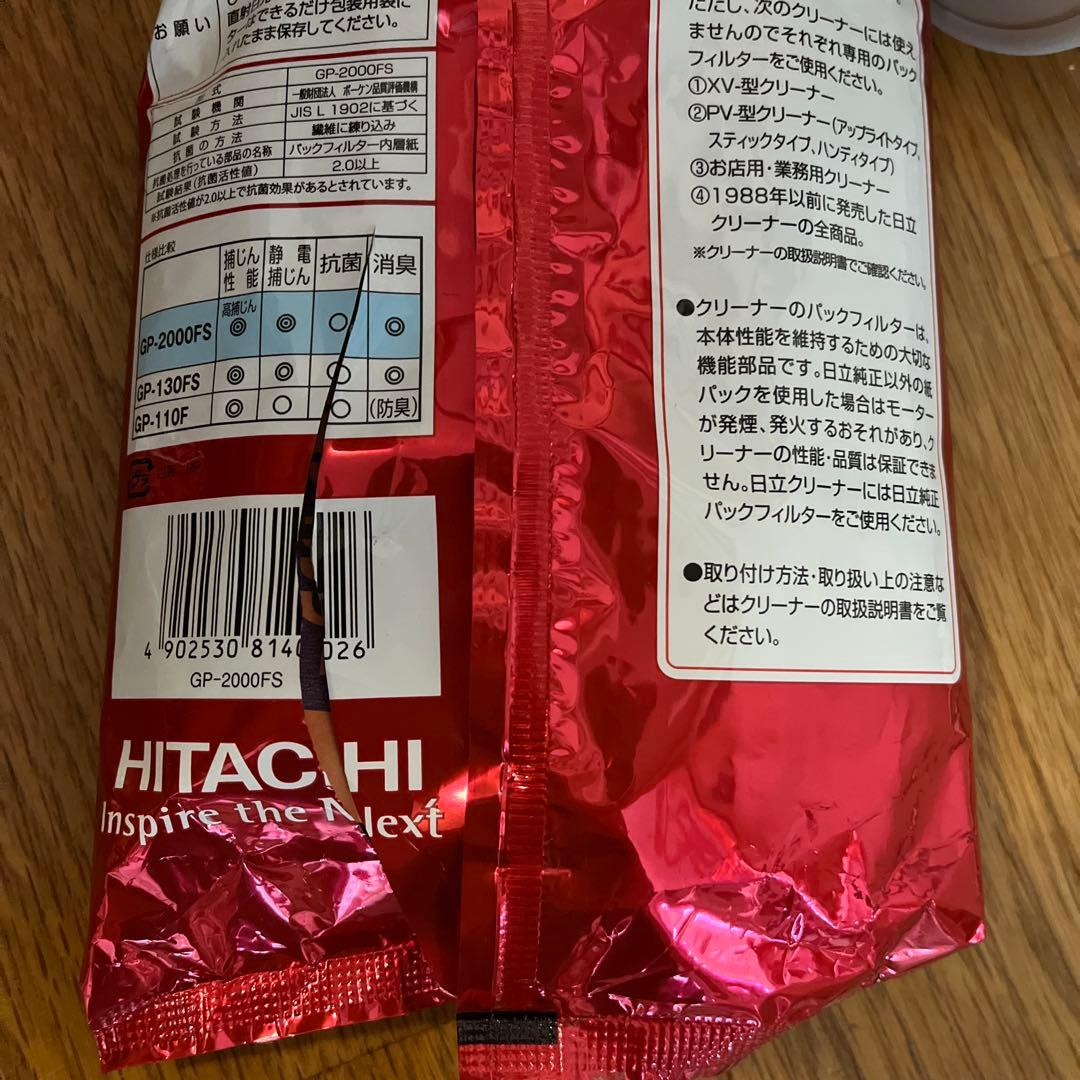 お願い
直射日
ターはできるだけ包装用袋に
入れたまま保存してください。
式 GP-2000FS
試験機関 一般財団法人 ボーケン品質評価機構
試験方法 JIS L 1902に基づく
抗菌の方法 繊維に練り込み
抗菌処理を行っている部品の名称 パックフィルター内層紙
試験結果(抗菌活性値) 2.0以上
※抗菌活性値が2.0以上で抗菌効果があるとされています。
仕様比較
捕じん性能 静電捕じん 抗菌 消臭
高捕じん
GP-2000FS ◎ ◎ ○ ◎
GP-130FS ◎ ◎ ○ ◎
GP-110F ◎ ○ ○ (防臭)
プラ
4 902530 814 026
GP-2000FS
HITACHI
Inspire the Next
ただし、次のクリーナーには使え
ませんのでそれぞれ専用のパック
フィルターをご使用ください。
①XV-型クリーナー
②PV-型クリーナー(アップライトタイプ、
スティックタイプ、ハンディタイプ)
③お店用・業務用クリーナー
④1988年以前に発売した日立
クリーナーの全商品。
※クリーナーの取扱説明書でご確認ください。
●クリーナーのパックフィルターは、
本体性能を維持するための大切な
機能部品です。日立純正以外の紙
パックを使用した場合はモーター
が発煙、発火するおそれがあり、ク
リーナーの性能・品質は保証できま
せん。日立クリーナーには日立純正
パックフィルターをご使用ください。
●取り付け方法・取り扱い上の注意な
どはクリーナーの取扱説明書をご覧
ください。